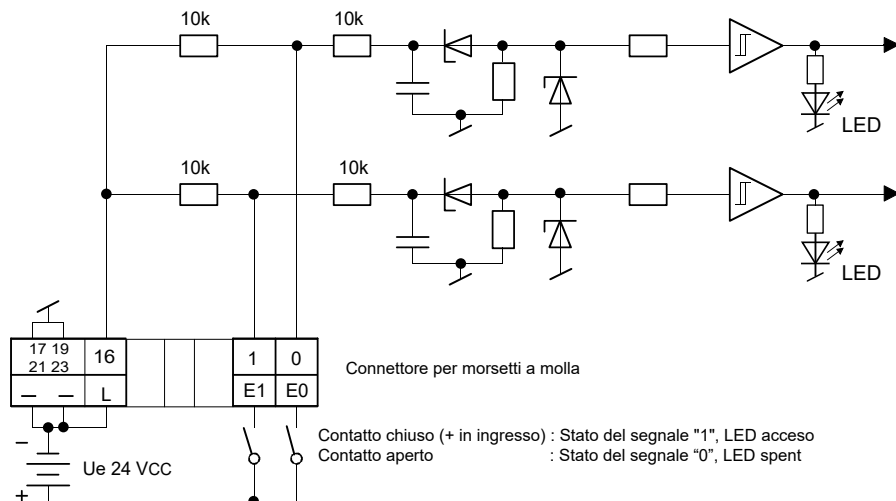 10k
10k
LED
10k
10k
LED
17 19
21 23
16
1
0
Connettore per morsetti a molla
L
E1
E0
Contatto chiuso (+ in ingresso) : Stato del segnale "1", LED acceso
Contatto aperto : Stato del segnale “0”, LED spent
−
Ue 24 VCC
+